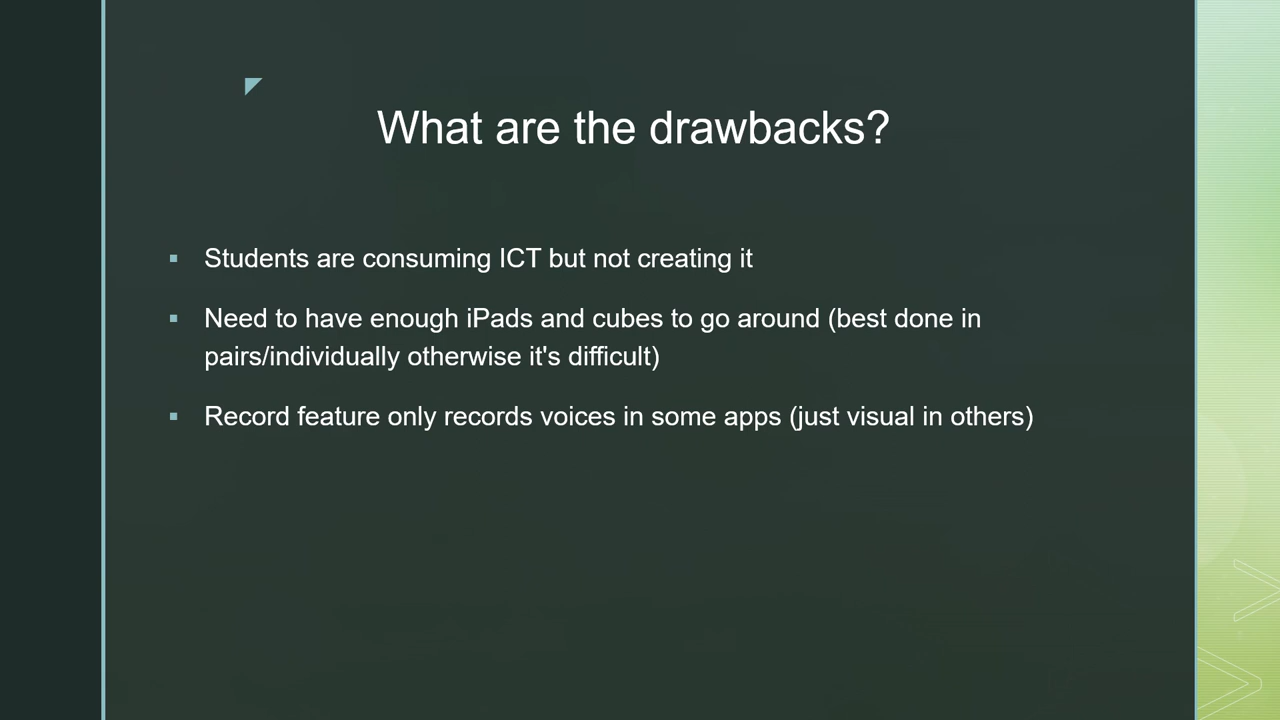 What are the drawbacks?
▪ Students are consuming ICT but not creating it
▪ Need to have enough iPads and cubes to go around (best done in
pairs/individually otherwise it's difficult)
▪ Record feature only records voices in some apps (just visual in others)